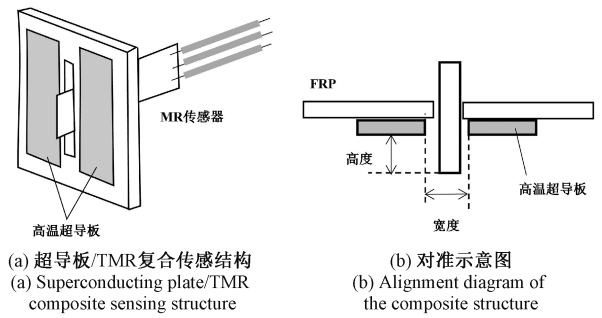 MR传感器
高温超导板
(a) 超导板/TMR复合传感结构
(a) Superconducting plate/TMR
composite sensing structure
FRP
高度
高温超导板
宽度
(b) 对准示意图
(b) Alignment diagram of
the composite structure